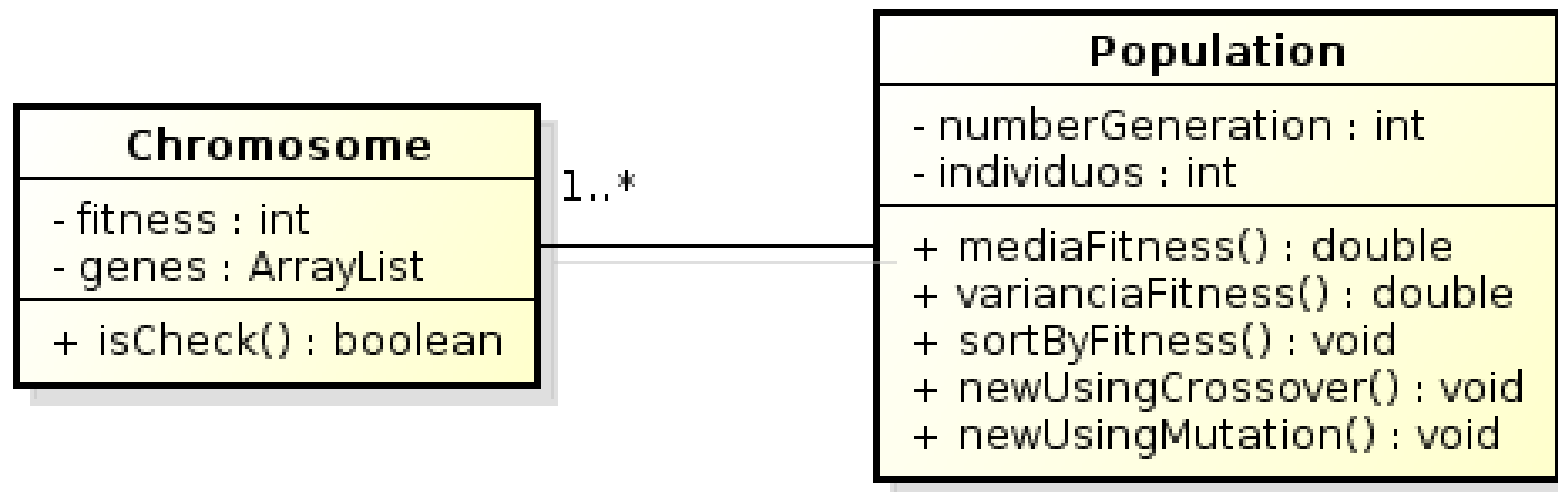 Chromosome
- fitness : int
- genes : ArrayList
+ isCheck() : boolean
1..*
Population
- numberGeneration : int
- individuos : int
+ mediaFitness() : double
+ varianciaFitness() : double
+ sortByFitness() : void
+ newUsingCrossover() : void
+ newUsingMutation() : void